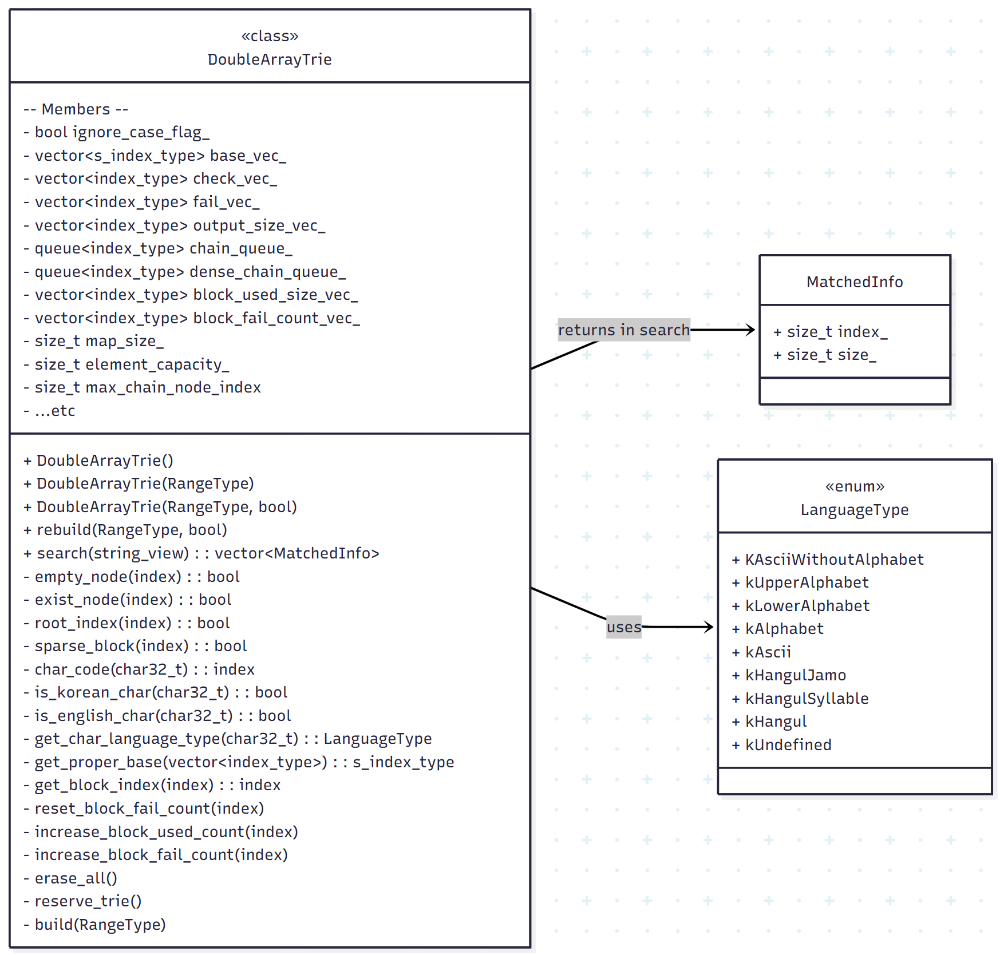 «class»
DoubleArrayTrie
-- Members --
- bool ignore_case_flag_
- vector<s_index_type> base_vec_
- vector<index_type> check_vec_
- vector<index_type> fail_vec_
- vector<index_type> output_size_vec_
- queue<index_type> chain_queue_
- queue<index_type> dense_chain_queue_
- vector<index_type> block_used_size_vec_
- vector<index_type> block_fail_count_vec_
- size_t map_size_
- size_t element_capacity_
- size_t max_chain_node_index
- ...etc
+ DoubleArrayTrie()
+ DoubleArrayTrie(RangeType)
+ DoubleArrayTrie(RangeType, bool)
+ rebuild(RangeType, bool)
+ search(string_view) : : vector<MatchedInfo>
- empty_node(index) : : bool
- exist_node(index) : : bool
- root_index(index) : : bool
- sparse_block(index) : : bool
- char_code(char32_t) : : index
- is_korean_char(char32_t) : : bool
- is_english_char(char32_t) : : bool
- get_char_language_type(char32_t) : : LanguageType
- get_proper_base(vector<index_type>) : : s_index_type
- get_block_index(index) : : index
- reset_block_fail_count(index)
- increase_block_used_count(index)
- increase_block_fail_count(index)
- erase_all()
- reserve_trie()
- build(RangeType)
returns in search
MatchedInfo
+ size_t index_
+ size_t size_
uses
«enum»
LanguageType
+ KAsciiWithoutAlphabet
+ kUpperAlphabet
+ kLowerAlphabet
+ kAlphabet
+ kAscii
+ kHangulJamo
+ kHangulSyllable
+ kHangul
+ kUndefined